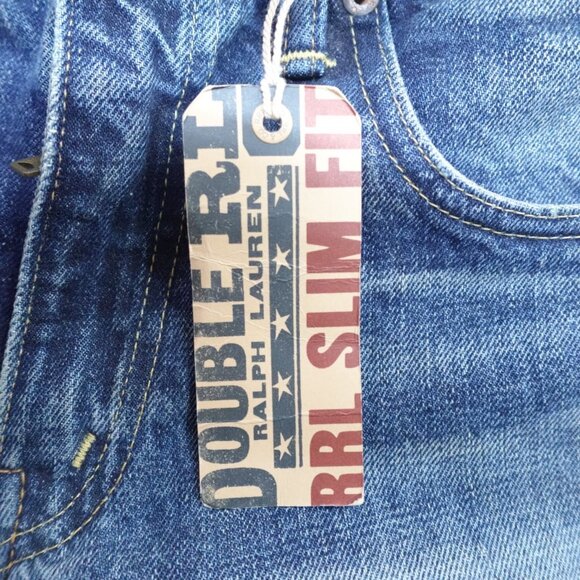 DOUBLE RL
RALPH LAUREN
RRL SLIM FIT